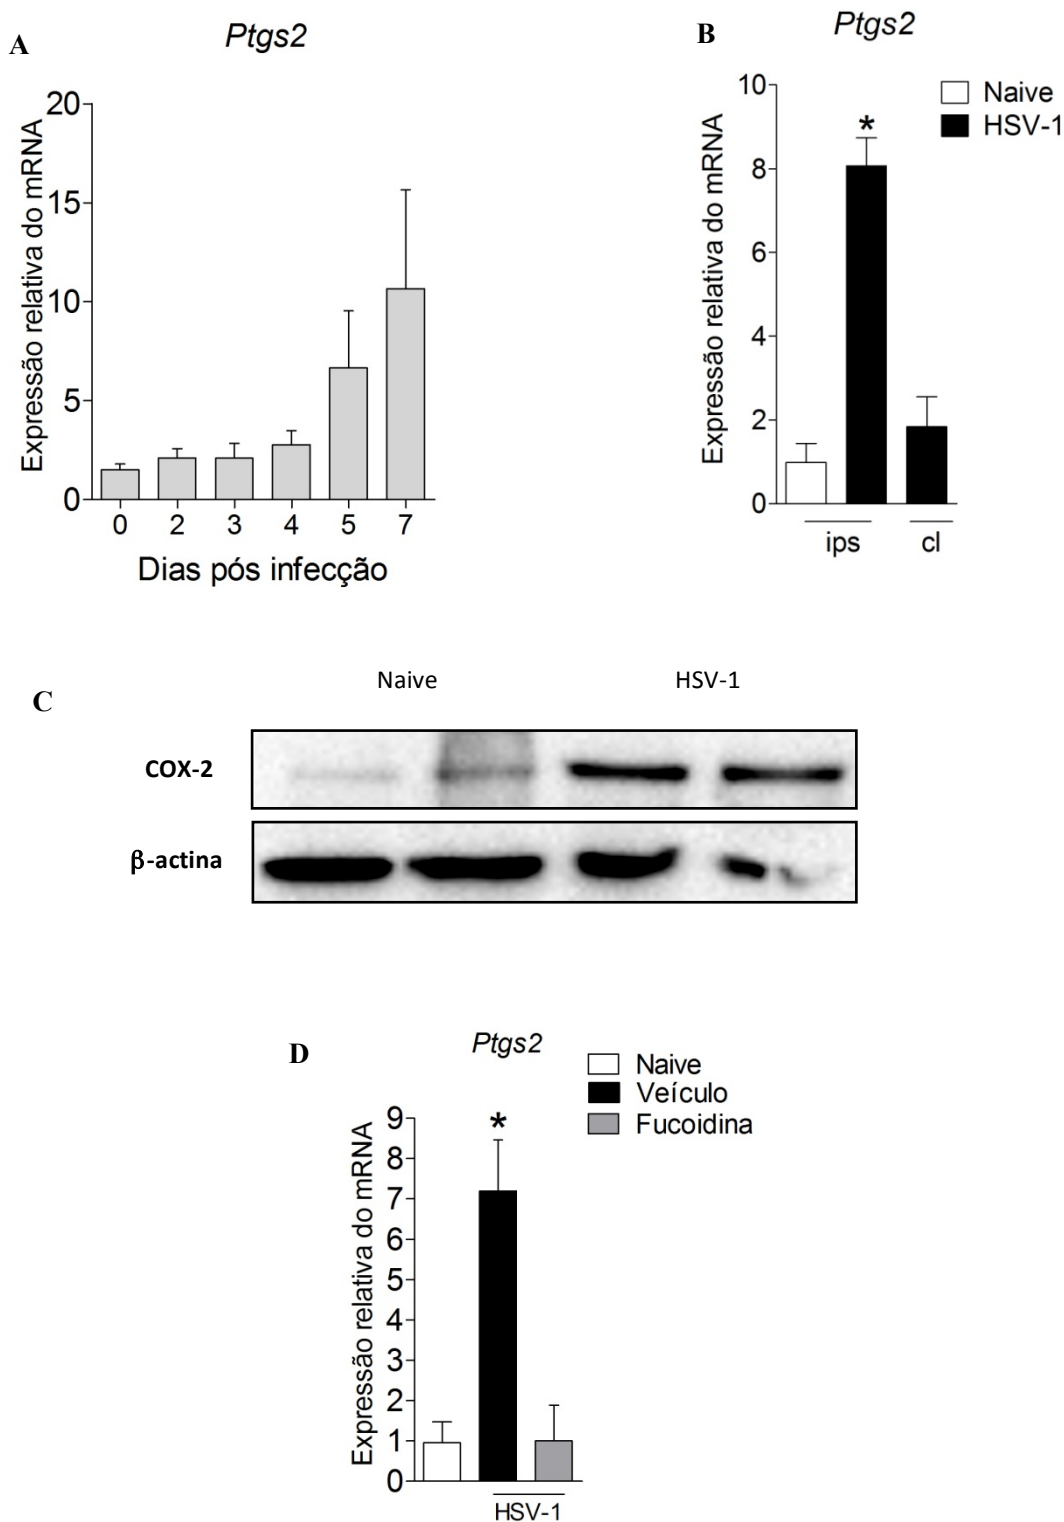 A
Ptgs2
Expressão relativa do mRNA
20
15
10
5
0
0 2 3 4 5 7
Dias pós infecção
B
Ptgs2
Naive
HSV-1
Expressão relativa do mRNA
10
8
6
4
2
0
*
ips cl
C
Naive HSV-1
COX-2
β-actina
D
Ptgs2
Naive
Veículo
Fucoidina
Expressão relativa do mRNA
9
8
7
6
5
4
3
2
1
0
*
HSV-1